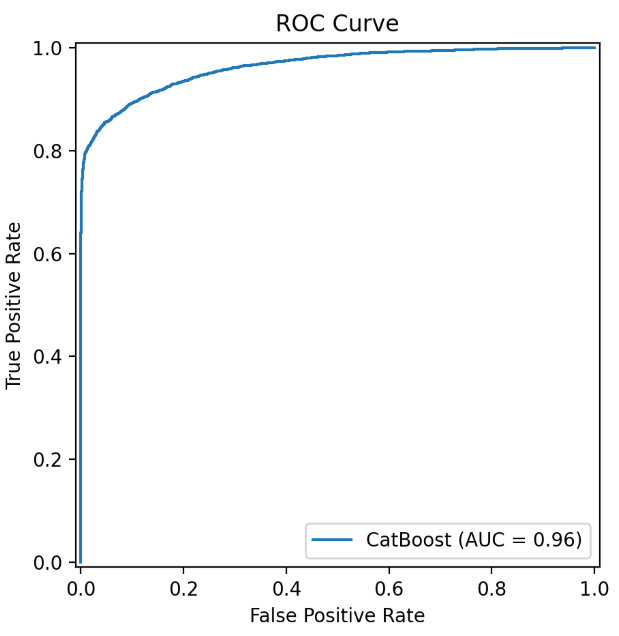 ROC Curve
1.0
0.8
0.6
0.4
0.2
0.0
True Positive Rate
CatBoost (AUC = 0.96)
0.0 0.2 0.4 0.6 0.8 1.0
False Positive Rate